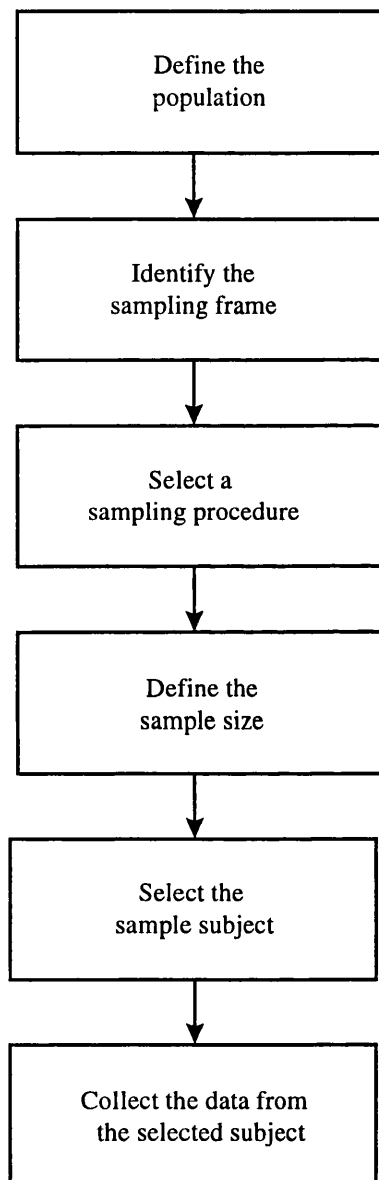 Define the
population
Identify the
sampling frame
Select a
sampling procedure
Define the
sample size
Select the
sample subject
Collect the data from
the selected subject